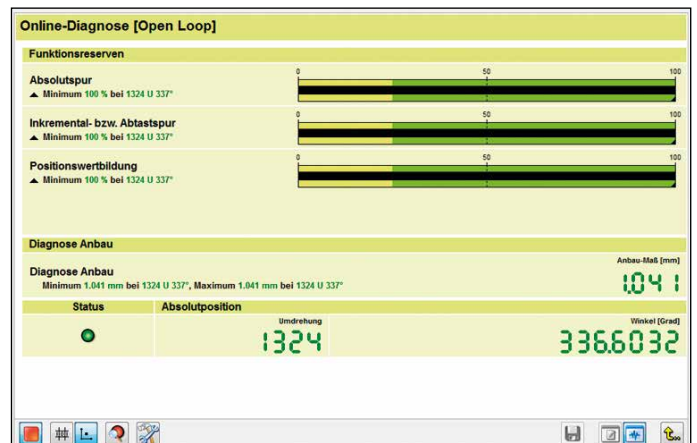 Online-Diagnose [Open Loop]
Funktionsreserven
Absolutspur
Minimum 100 % bei 1324 U 337°
0 50 100
Inkremental- bzw. Abtastspur
Minimum 100 % bei 1324 U 337°
0 50 100
Positionswertbildung
Minimum 100 % bei 1324 U 337°
0 50 100
Diagnose Anbau
Diagnose Anbau
Minimum 1.041 mm bei 1324 U 337°, Maximum 1.041 mm bei 1324 U 337°
Anbau-Maß [mm]
1.041
Status Absolutposition
Umdrehung
1324
Winkel [Grad]
336.6032